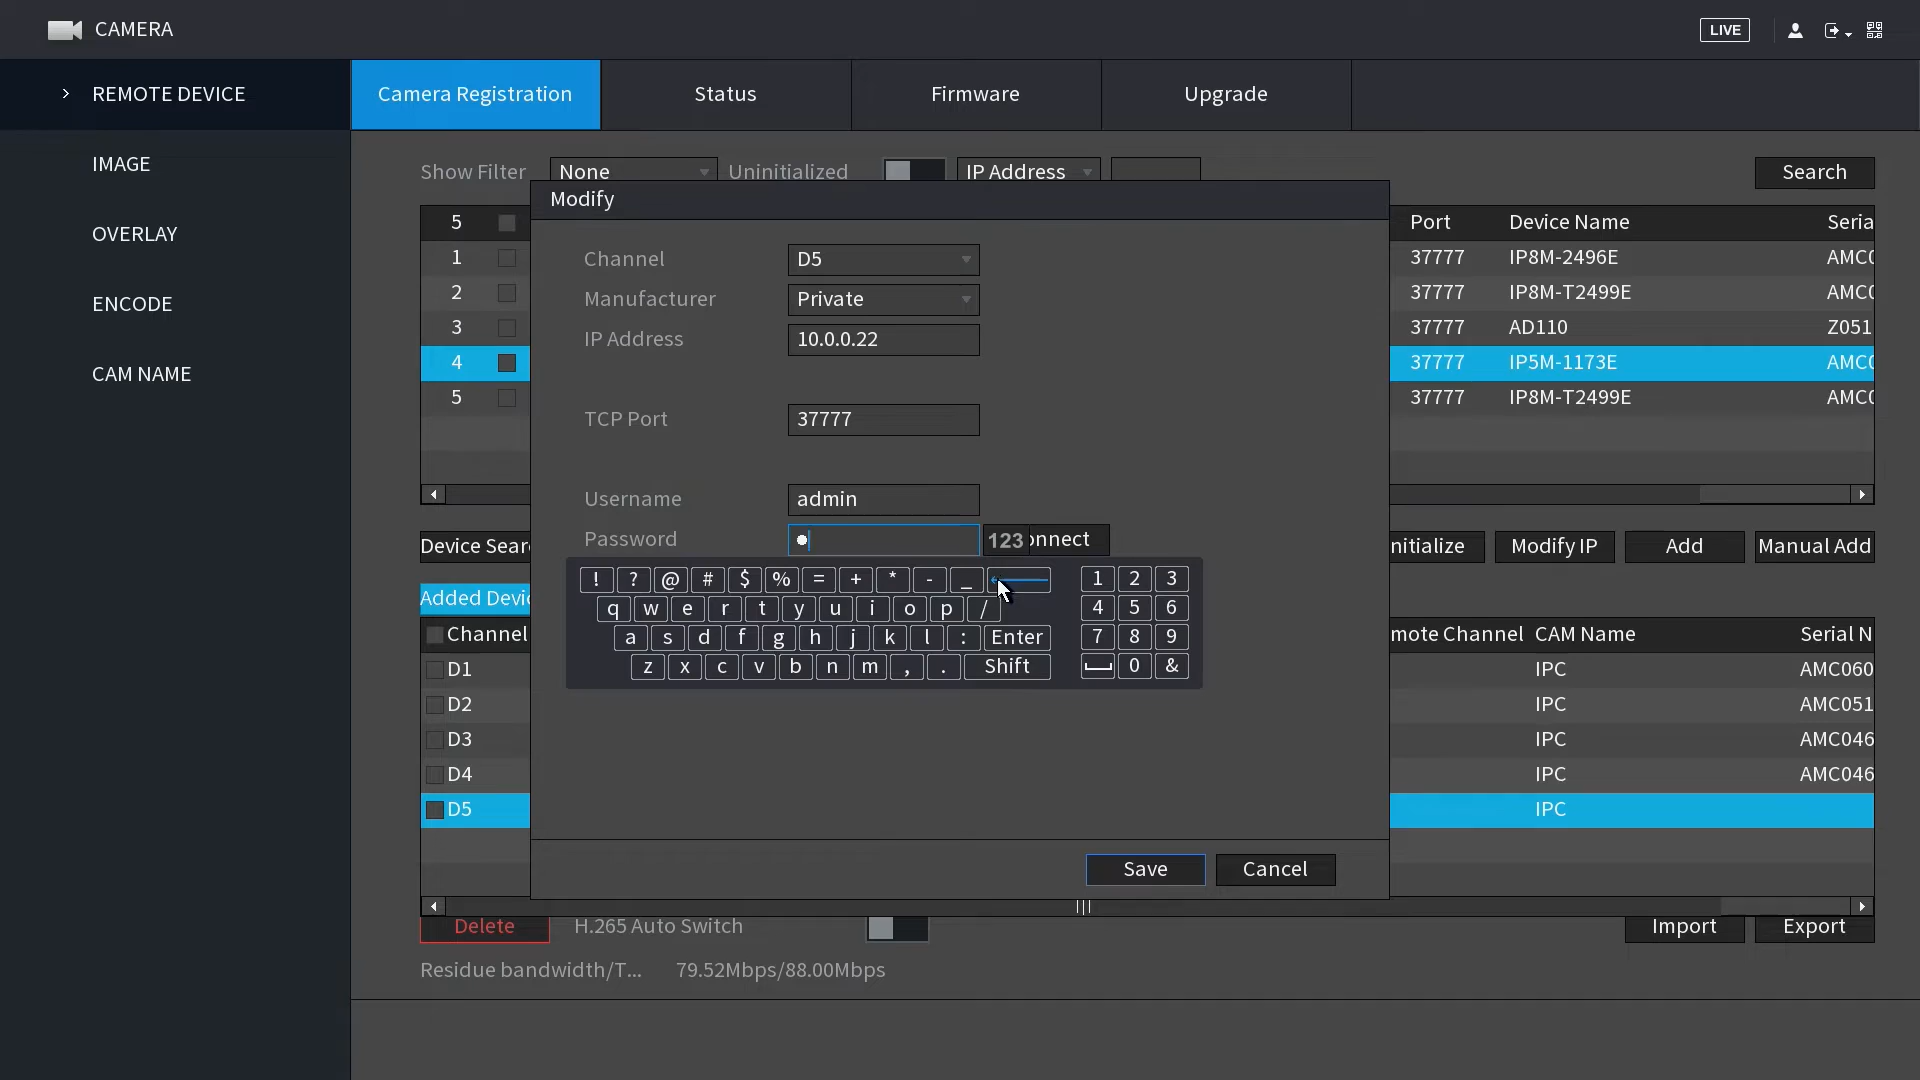 CAMERA
LIVE
REMOTE DEVICE
IMAGE
OVERLAY
ENCODE
CAM NAME
Camera Registration Status Firmware Upgrade
Show Filter None Uninitialized IP Address Search
Modify
5 Port Device Name Seria
1 37777 IP8M-2496E AMC0
2 37777 IP8M-T2499E AMC0
3 37777 AD110 Z051
4 37777 IP5M-1173E AMC0
5 37777 IP8M-T2499E AMC0
Channel D5
Manufacturer Private
IP Address 10.0.0.22
TCP Port 37777
Username admin
Password ● 123 onnect
Device Sear nitialize Modify IP Add Manual Add
! ? @ # $ % = + * - _ 1 2 3
q w e r t y u i o p / 4 5 6
a s d f g h j k l : Enter 7 8 9
z x c v b n m , . Shift 0 &
Added Devic
Channel mote Channel CAM Name Serial N
D1 IPC AMC060
D2 IPC AMC051
D3 IPC AMC046
D4 IPC AMC046
D5 IPC
Save Cancel
Delete H.265 Auto Switch Import Export
Residue bandwidth/T... 79.52Mbps/88.00Mbps